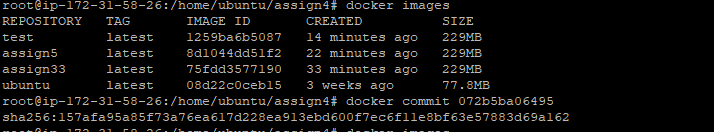 root@ip-172-31-58-26:/home/ubuntu/assign4# docker images
REPOSITORY TAG IMAGE ID CREATED SIZE
test latest 1259ba6b5087 14 minutes ago 229MB
assign5 latest 8d1044dd51f2 22 minutes ago 229MB
assign33 latest 75fdd3577190 33 minutes ago 229MB
ubuntu latest 08d22c0ceb15 3 weeks ago 77.8MB
root@ip-172-31-58-26:/home/ubuntu/assign4# docker commit 072b5ba06495
sha256:157afa95a85f73a76ea617d228ea913ebd600f7ec6f11e8bf63e57883d69a162
root@ip-172-31-58-26:/home/ubuntu/assign4# docker images